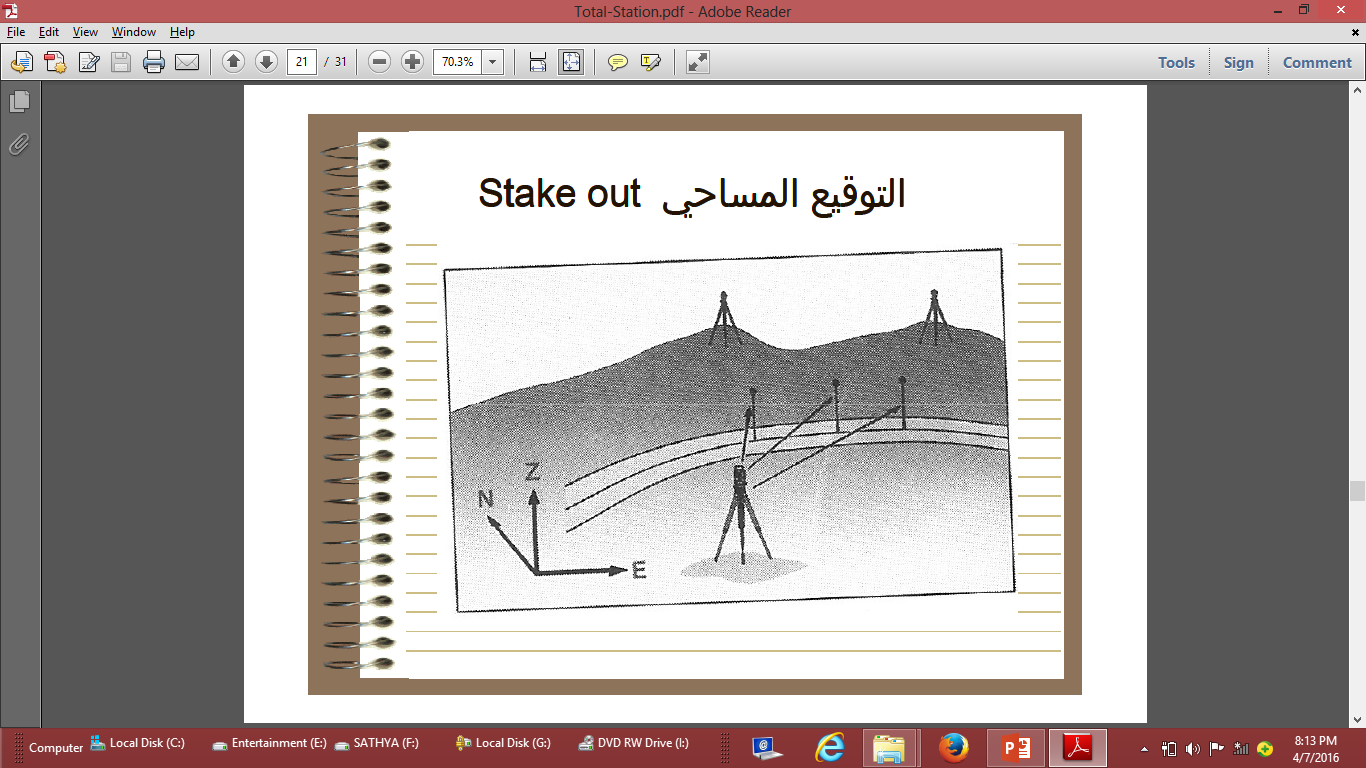 Total-Station.pdf - Adobe Reader
File Edit View Window Help
21 / 31 70.3% Tools Sign Comment
Stake out التوقيع المساحي
Z
N
E
Computer Local Disk (C:) Entertainment (E:) SATHYA (F:) Local Disk (G:) DVD RW Drive (I:)
8:13 PM
4/7/2016